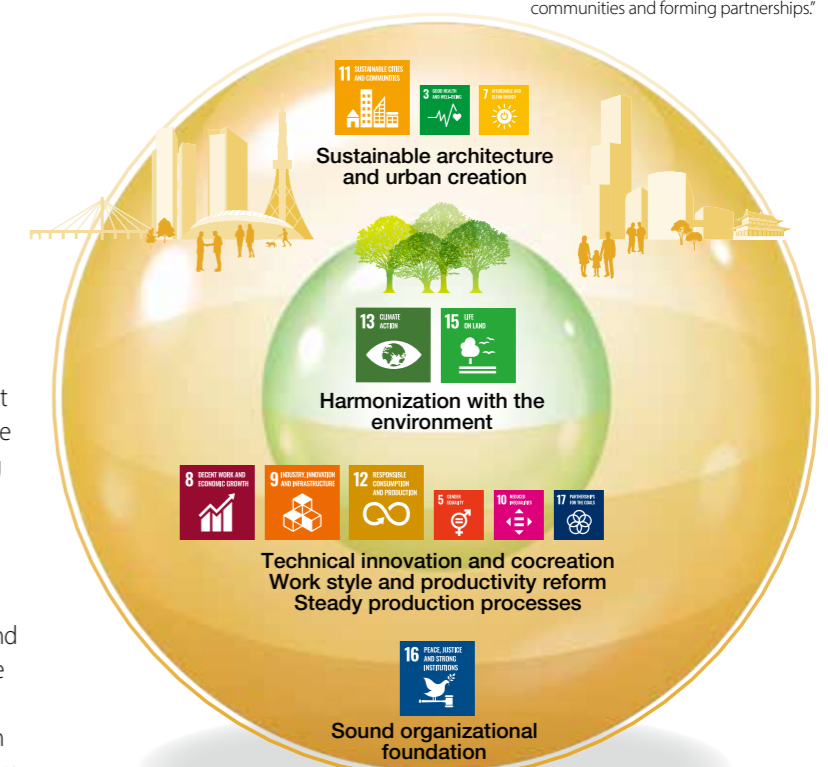 communities and forming partnerships."
11 SUSTAINABLE CITIES
AND COMMUNITIES
3 GOOD HEALTH
AND WELL-BEING
7 AFFORDABLE AND
CLEAN ENERGY
Sustainable architecture
and urban creation
13 CLIMATE
ACTION
15 LIFE
ON LAND
Harmonization with the
environment
8 DECENT WORK AND
ECONOMIC GROWTH
9 INDUSTRY, INNOVATION
AND INFRASTRUCTURE
12 RESPONSIBLE
CONSUMPTION
AND PRODUCTION
5 GENDER
EQUALITY
10 REDUCED
INEQUALITIES
17 PARTNERSHIPS
FOR THE GOALS
Technical innovation and cocreation
Work style and productivity reform
Steady production processes
16 PEACE, JUSTICE
AND STRONG
INSTITUTIONS
Sound organizational
foundation